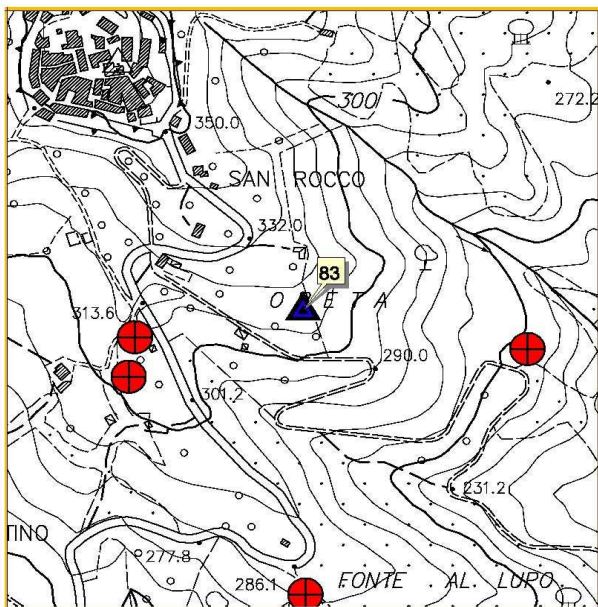 300
272.2
350.0
SAN ROCCO
332.0
83
O ETA
313.6
290.0
301.2
231.2
TINO
277.8
286.1
FONTE AL LUPO